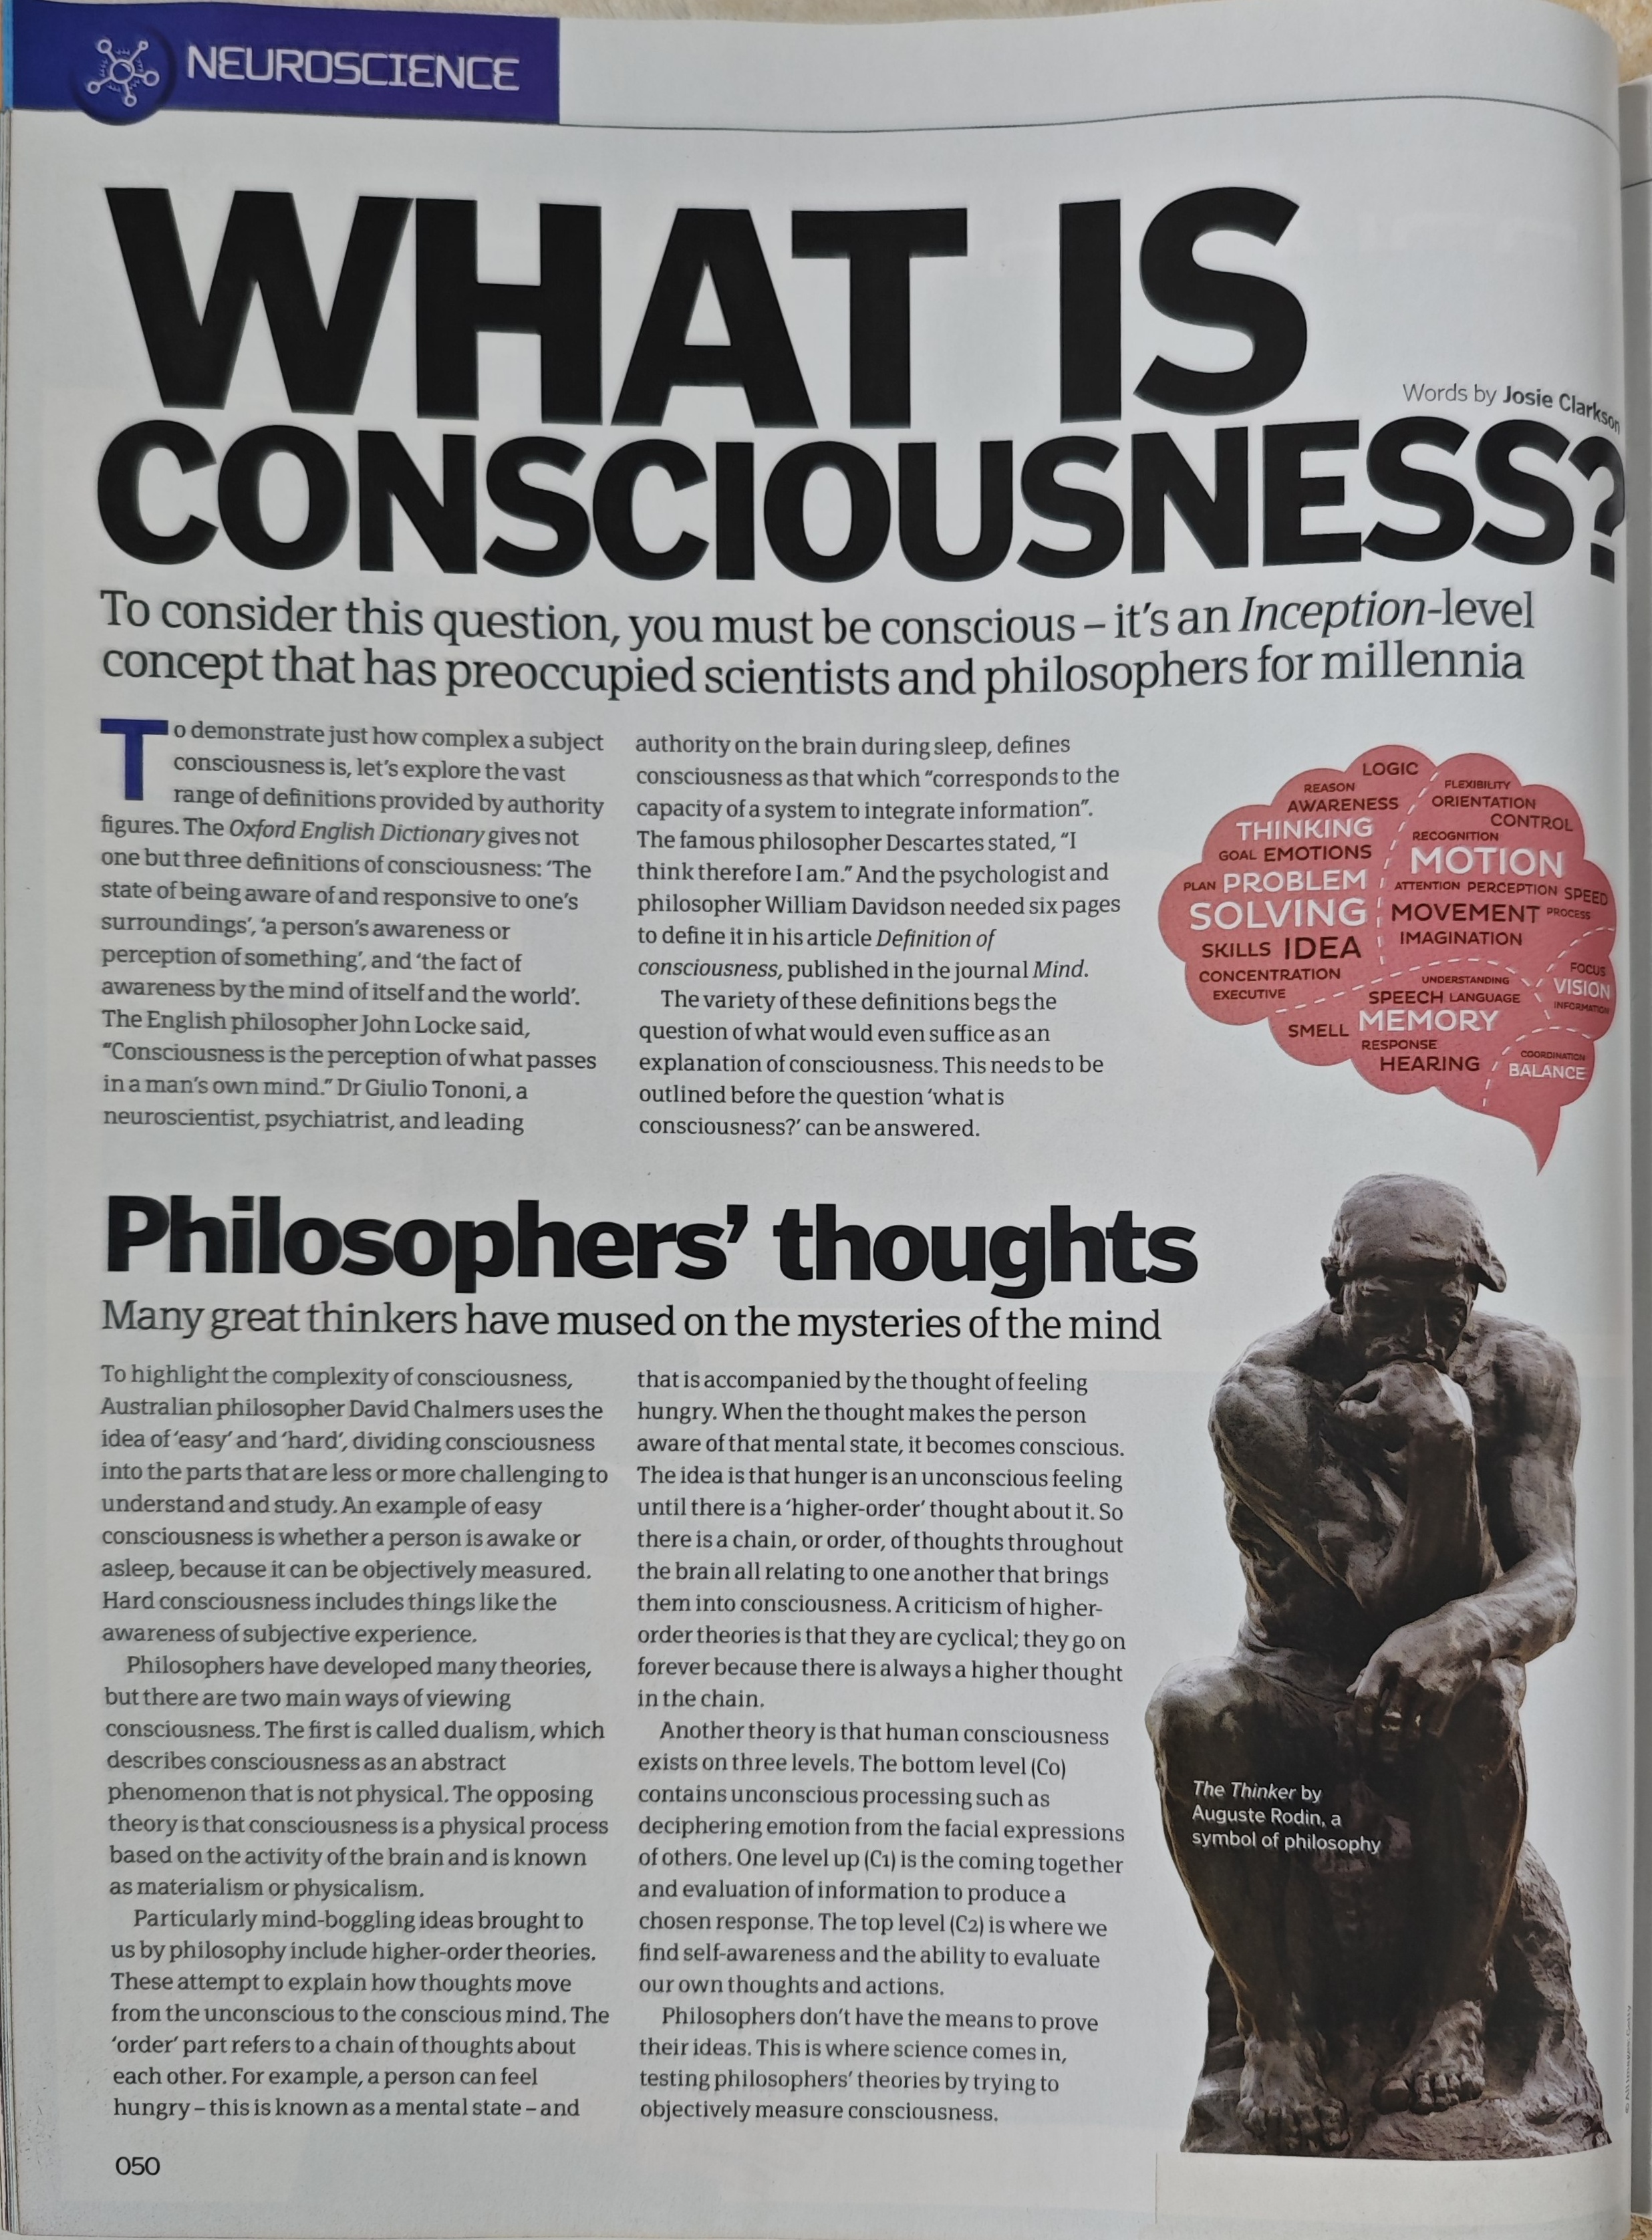 NEUROSCIENCE
WHAT IS
Words by Josie Clarkson
CONSCIOUSNESS?
To consider this question, you must be conscious – it's an Inception-level
concept that has preoccupied scientists and philosophers for millennia
To demonstrate just how complex a subject
consciousness is, let's explore the vast
range of definitions provided by authority
figures. The Oxford English Dictionary gives not
one but three definitions of consciousness: 'The
state of being aware of and responsive to one's
surroundings', 'a person's awareness or
perception of something', and 'the fact of
awareness by the mind of itself and the world'.
The English philosopher John Locke said,
"Consciousness is the perception of what passes
in a man's own mind." Dr Giulio Tononi, a
neuroscientist, psychiatrist, and leading
authority on the brain during sleep, defines
consciousness as that which "corresponds to the
capacity of a system to integrate information".
The famous philosopher Descartes stated, "I
think therefore I am." And the psychologist and
philosopher William Davidson needed six pages
to define it in his article Definition of
consciousness, published in the journal Mind.
The variety of these definitions begs the
question of what would even suffice as an
explanation of consciousness. This needs to be
outlined before the question 'what is
consciousness?' can be answered.
LOGIC
REASON
AWARENESS
THINKING
GOAL EMOTIONS
PLAN PROBLEM
SOLVING
SKILLS IDEA
CONCENTRATION
EXECUTIVE
FLEXIBILITY
ORIENTATION
CONTROL
RECOGNITION
MOTION
ATTENTION PERCEPTION SPEED
MOVEMENT PROCESS
IMAGINATION
UNDERSTANDING
SPEECH LANGUAGE
SMELL MEMORY
RESPONSE
HEARING
FOCUS
VISION
INFORMATION
COORDINATION
BALANCE
Philosophers' thoughts
Many great thinkers have mused on the mysteries of the mind
To highlight the complexity of consciousness,
Australian philosopher David Chalmers uses the
idea of 'easy' and 'hard', dividing consciousness
into the parts that are less or more challenging to
understand and study. An example of easy
consciousness is whether a person is awake or
asleep, because it can be objectively measured.
Hard consciousness includes things like the
awareness of subjective experience.
Philosophers have developed many theories,
but there are two main ways of viewing
consciousness. The first is called dualism, which
describes consciousness as an abstract
phenomenon that is not physical. The opposing
theory is that consciousness is a physical process
based on the activity of the brain and is known
as materialism or physicalism.
Particularly mind-boggling ideas brought to
us by philosophy include higher-order theories.
These attempt to explain how thoughts move
from the unconscious to the conscious mind. The
'order' part refers to a chain of thoughts about
each other. For example, a person can feel
hungry – this is known as a mental state – and
that is accompanied by the thought of feeling
hungry. When the thought makes the person
aware of that mental state, it becomes conscious.
The idea is that hunger is an unconscious feeling
until there is a 'higher-order' thought about it. So
there is a chain, or order, of thoughts throughout
the brain all relating to one another that brings
them into consciousness. A criticism of higher-
order theories is that they are cyclical; they go on
forever because there is always a higher thought
in the chain.
Another theory is that human consciousness
exists on three levels. The bottom level (C0)
contains unconscious processing such as
deciphering emotion from the facial expressions
of others. One level up (C1) is the coming together
and evaluation of information to produce a
chosen response. The top level (C2) is where we
find self-awareness and the ability to evaluate
our own thoughts and actions.
Philosophers don't have the means to prove
their ideas. This is where science comes in,
testing philosophers' theories by trying to
objectively measure consciousness.
The Thinker by
Auguste Rodin, a
symbol of philosophy
050